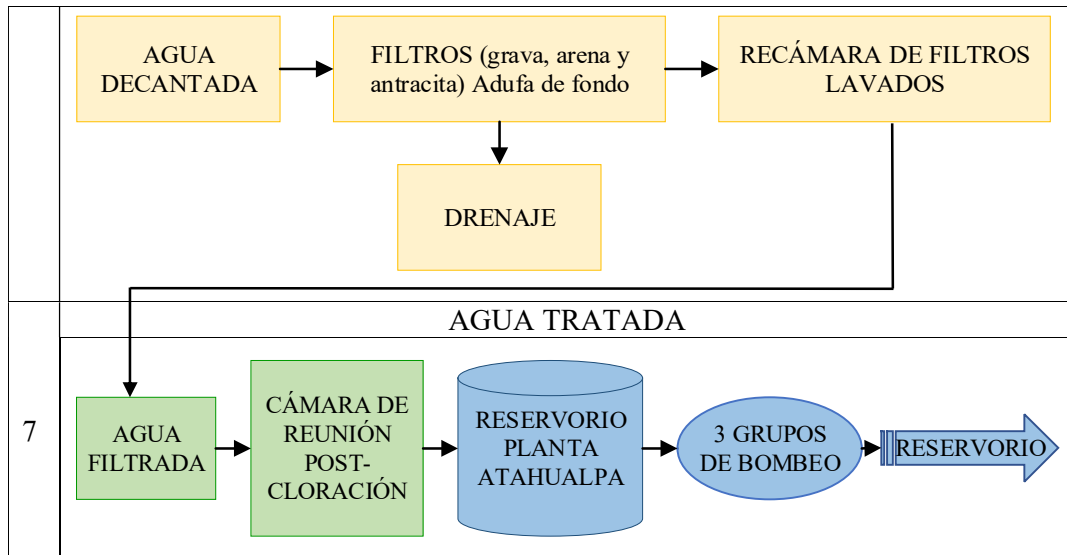 AGUA
DECANTADA
FILTROS (grava, arena y
antracita) Adufa de fondo
RECÁMARA DE FILTROS
LAVADOS
DRENAJE
7
AGUA TRATADA
AGUA
FILTRADA
CÁMARA DE
REUNIÓN
POST-
CLORACIÓN
RESERVORIO
PLANTA
ATAHUALPA
3 GRUPOS
DE BOMBEO
RESERVORIO